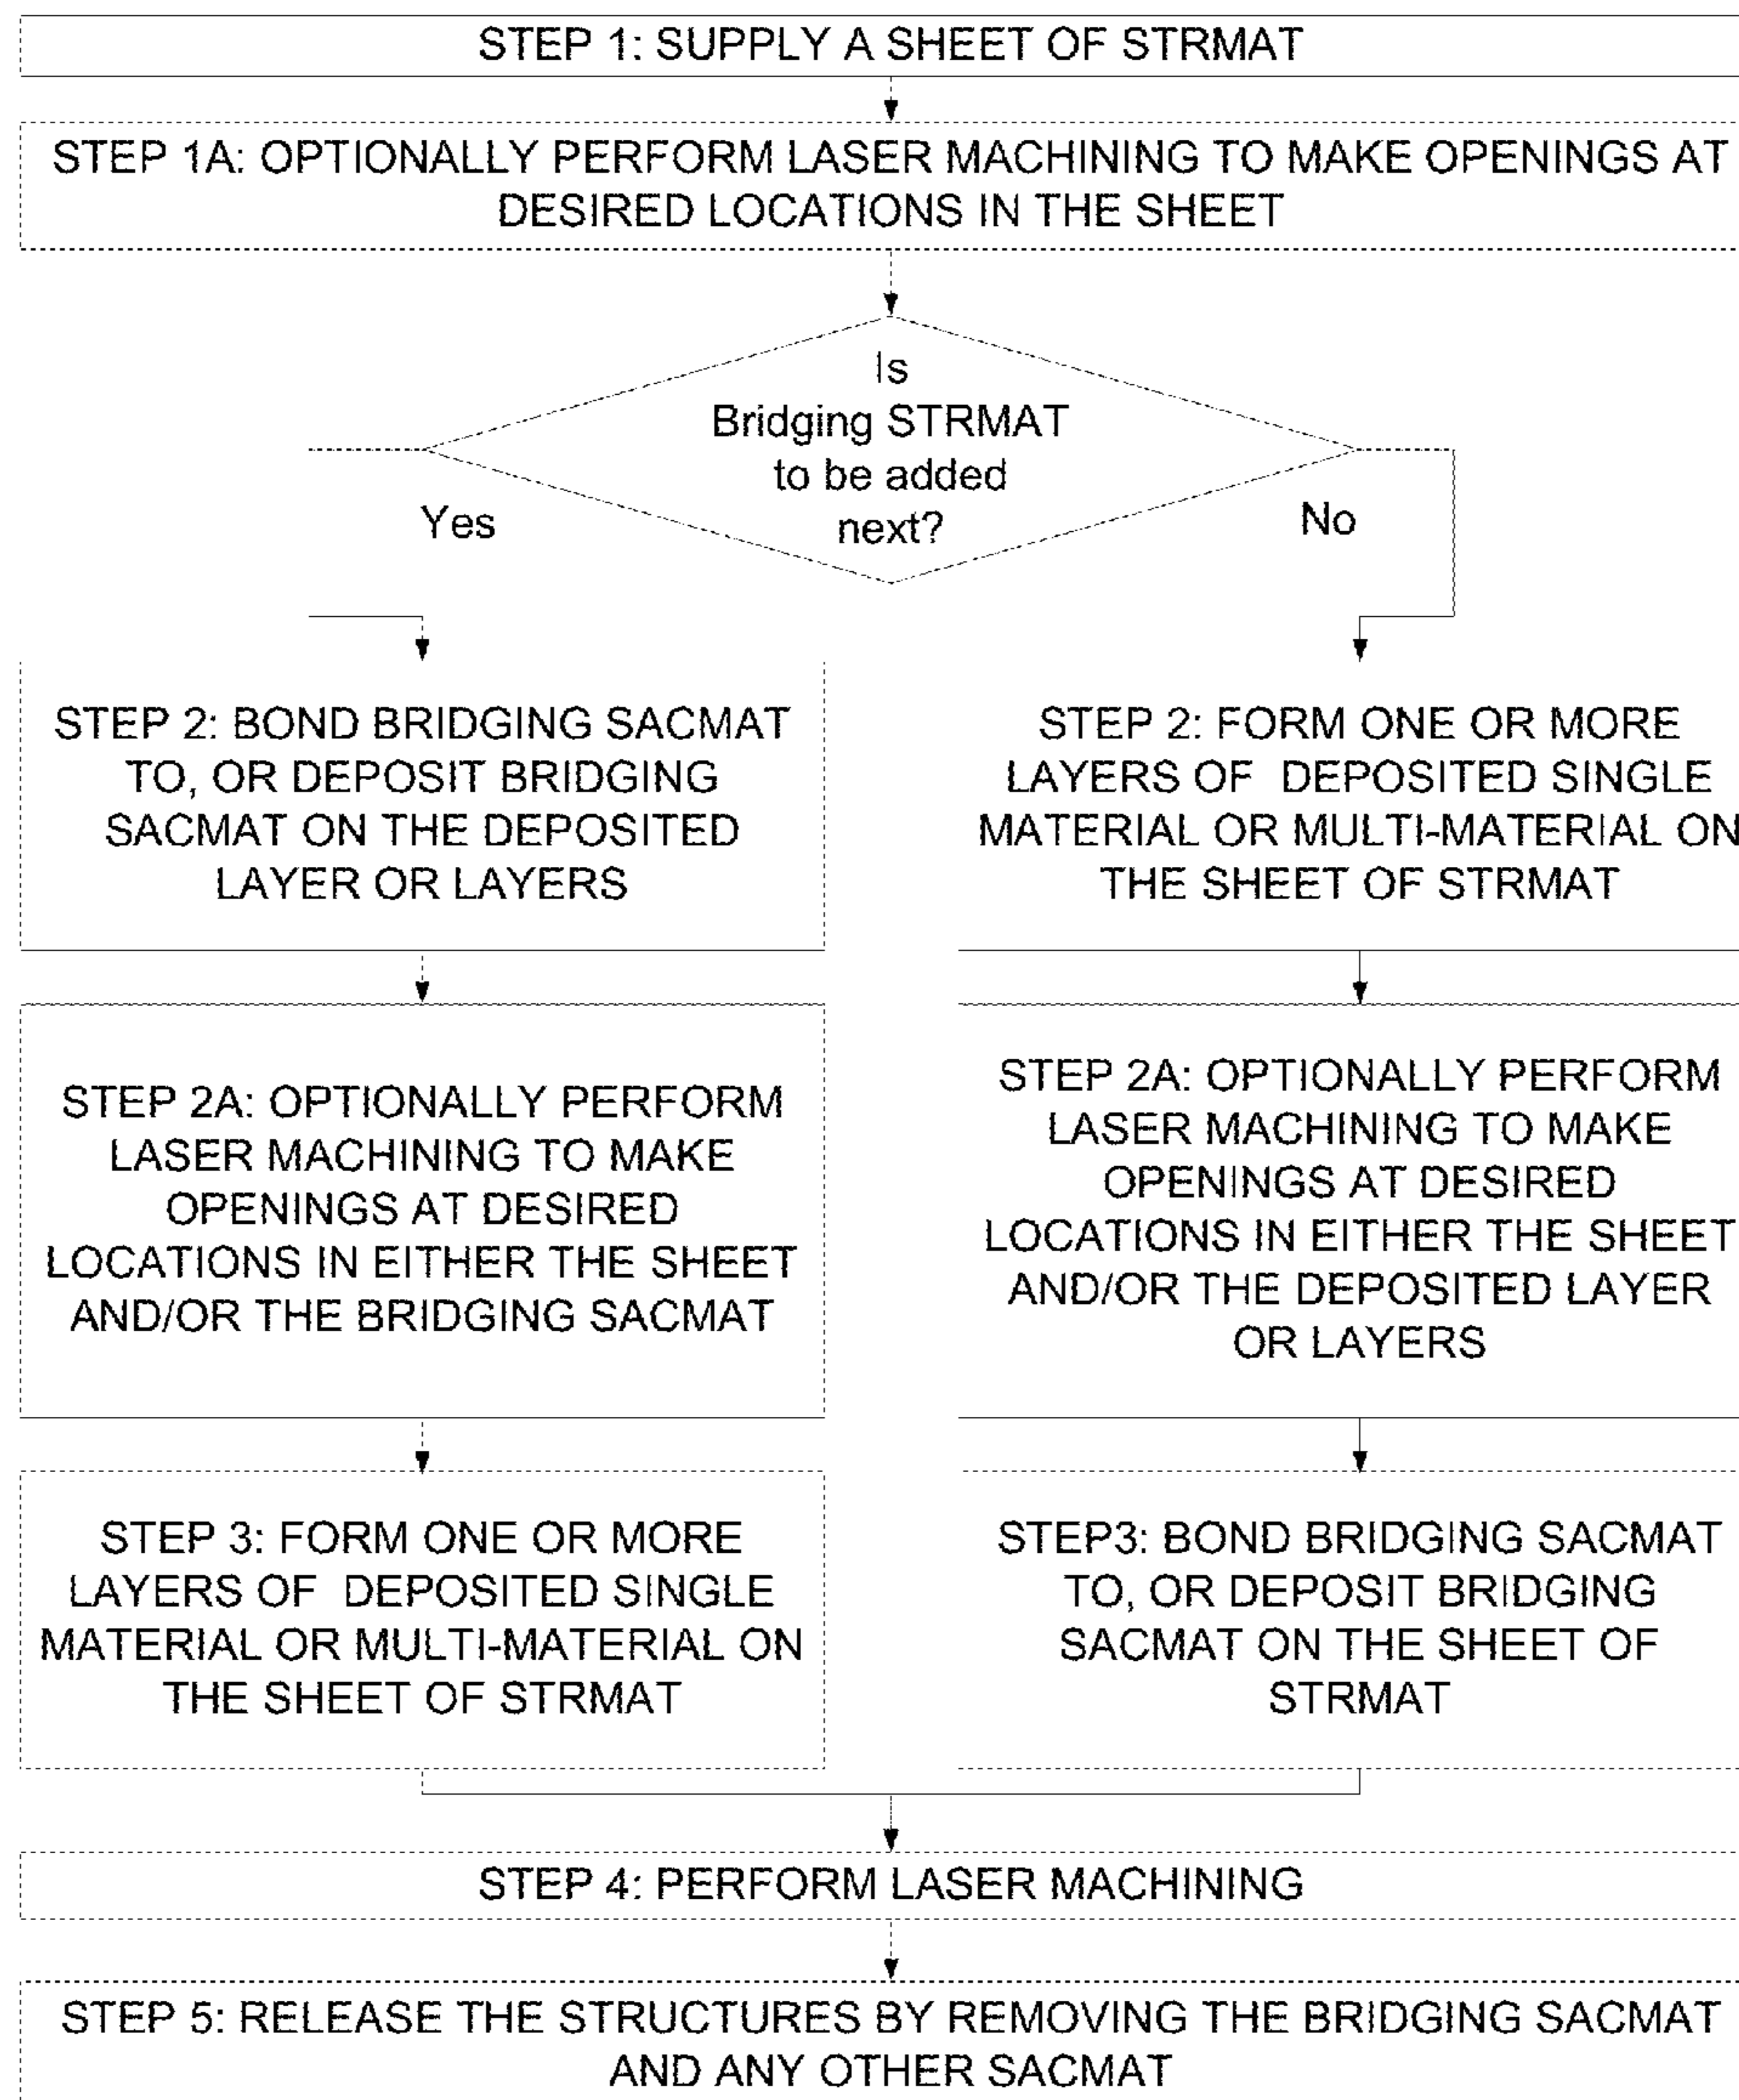 STEP 1: SUPPLY A SHEET OF STRMAT
STEP 1A: OPTIONALLY PERFORM LASER MACHINING TO MAKE OPENINGS AT
DESIRED LOCATIONS IN THE SHEET
Is
Bridging STRMAT
to be added
next?
Yes
No
STEP 2: BOND BRIDGING SACMAT
TO, OR DEPOSIT BRIDGING
SACMAT ON THE DEPOSITED
LAYER OR LAYERS
STEP 2: FORM ONE OR MORE
LAYERS OF DEPOSITED SINGLE
MATERIAL OR MULTI-MATERIAL ON
THE SHEET OF STRMAT
STEP 2A: OPTIONALLY PERFORM
LASER MACHINING TO MAKE
OPENINGS AT DESIRED
LOCATIONS IN EITHER THE SHEET
AND/OR THE BRIDGING SACMAT
STEP 2A: OPTIONALLY PERFORM
LASER MACHINING TO MAKE
OPENINGS AT DESIRED
LOCATIONS IN EITHER THE SHEET
AND/OR THE DEPOSITED LAYER
OR LAYERS
STEP 3: FORM ONE OR MORE
LAYERS OF DEPOSITED SINGLE
MATERIAL OR MULTI-MATERIAL ON
THE SHEET OF STRMAT
STEP3: BOND BRIDGING SACMAT
TO, OR DEPOSIT BRIDGING
SACMAT ON THE SHEET OF
STRMAT
STEP 4: PERFORM LASER MACHINING
STEP 5: RELEASE THE STRUCTURES BY REMOVING THE BRIDGING SACMAT
AND ANY OTHER SACMAT